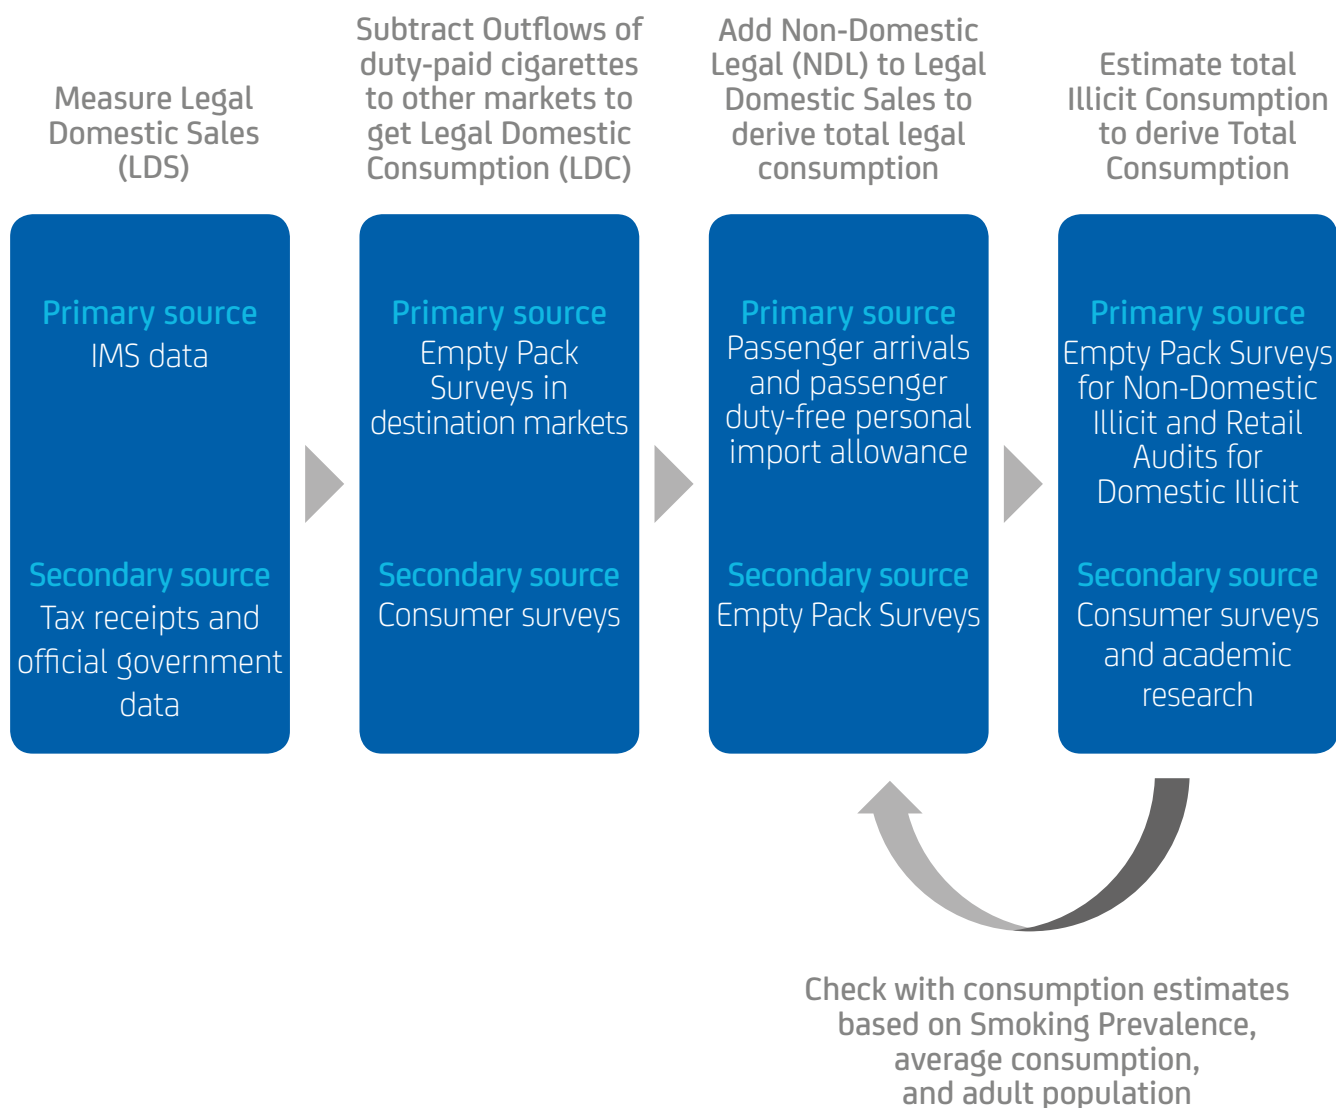 Measure Legal
Domestic Sales
(LDS)
Subtract Outflows of
duty-paid cigarettes
to other markets to
get Legal Domestic
Consumption (LDC)
Add Non-Domestic
Legal (NDL) to Legal
Domestic Sales to
derive total legal
consumption
Estimate total
Illicit Consumption
to derive Total
Consumption
Primary source
IMS data
Secondary source
Tax receipts and
official government
data
Primary source
Empty Pack
Surveys in
destination markets
Secondary source
Consumer surveys
Primary source
Passenger arrivals
and passenger
duty-free personal
import allowance
Secondary source
Empty Pack Surveys
Primary source
Empty Pack Surveys
for Non-Domestic
Illicit and Retail
Audits for
Domestic Illicit
Secondary source
Consumer surveys
and academic
research
Check with consumption estimates
based on Smoking Prevalence,
average consumption,
and adult population